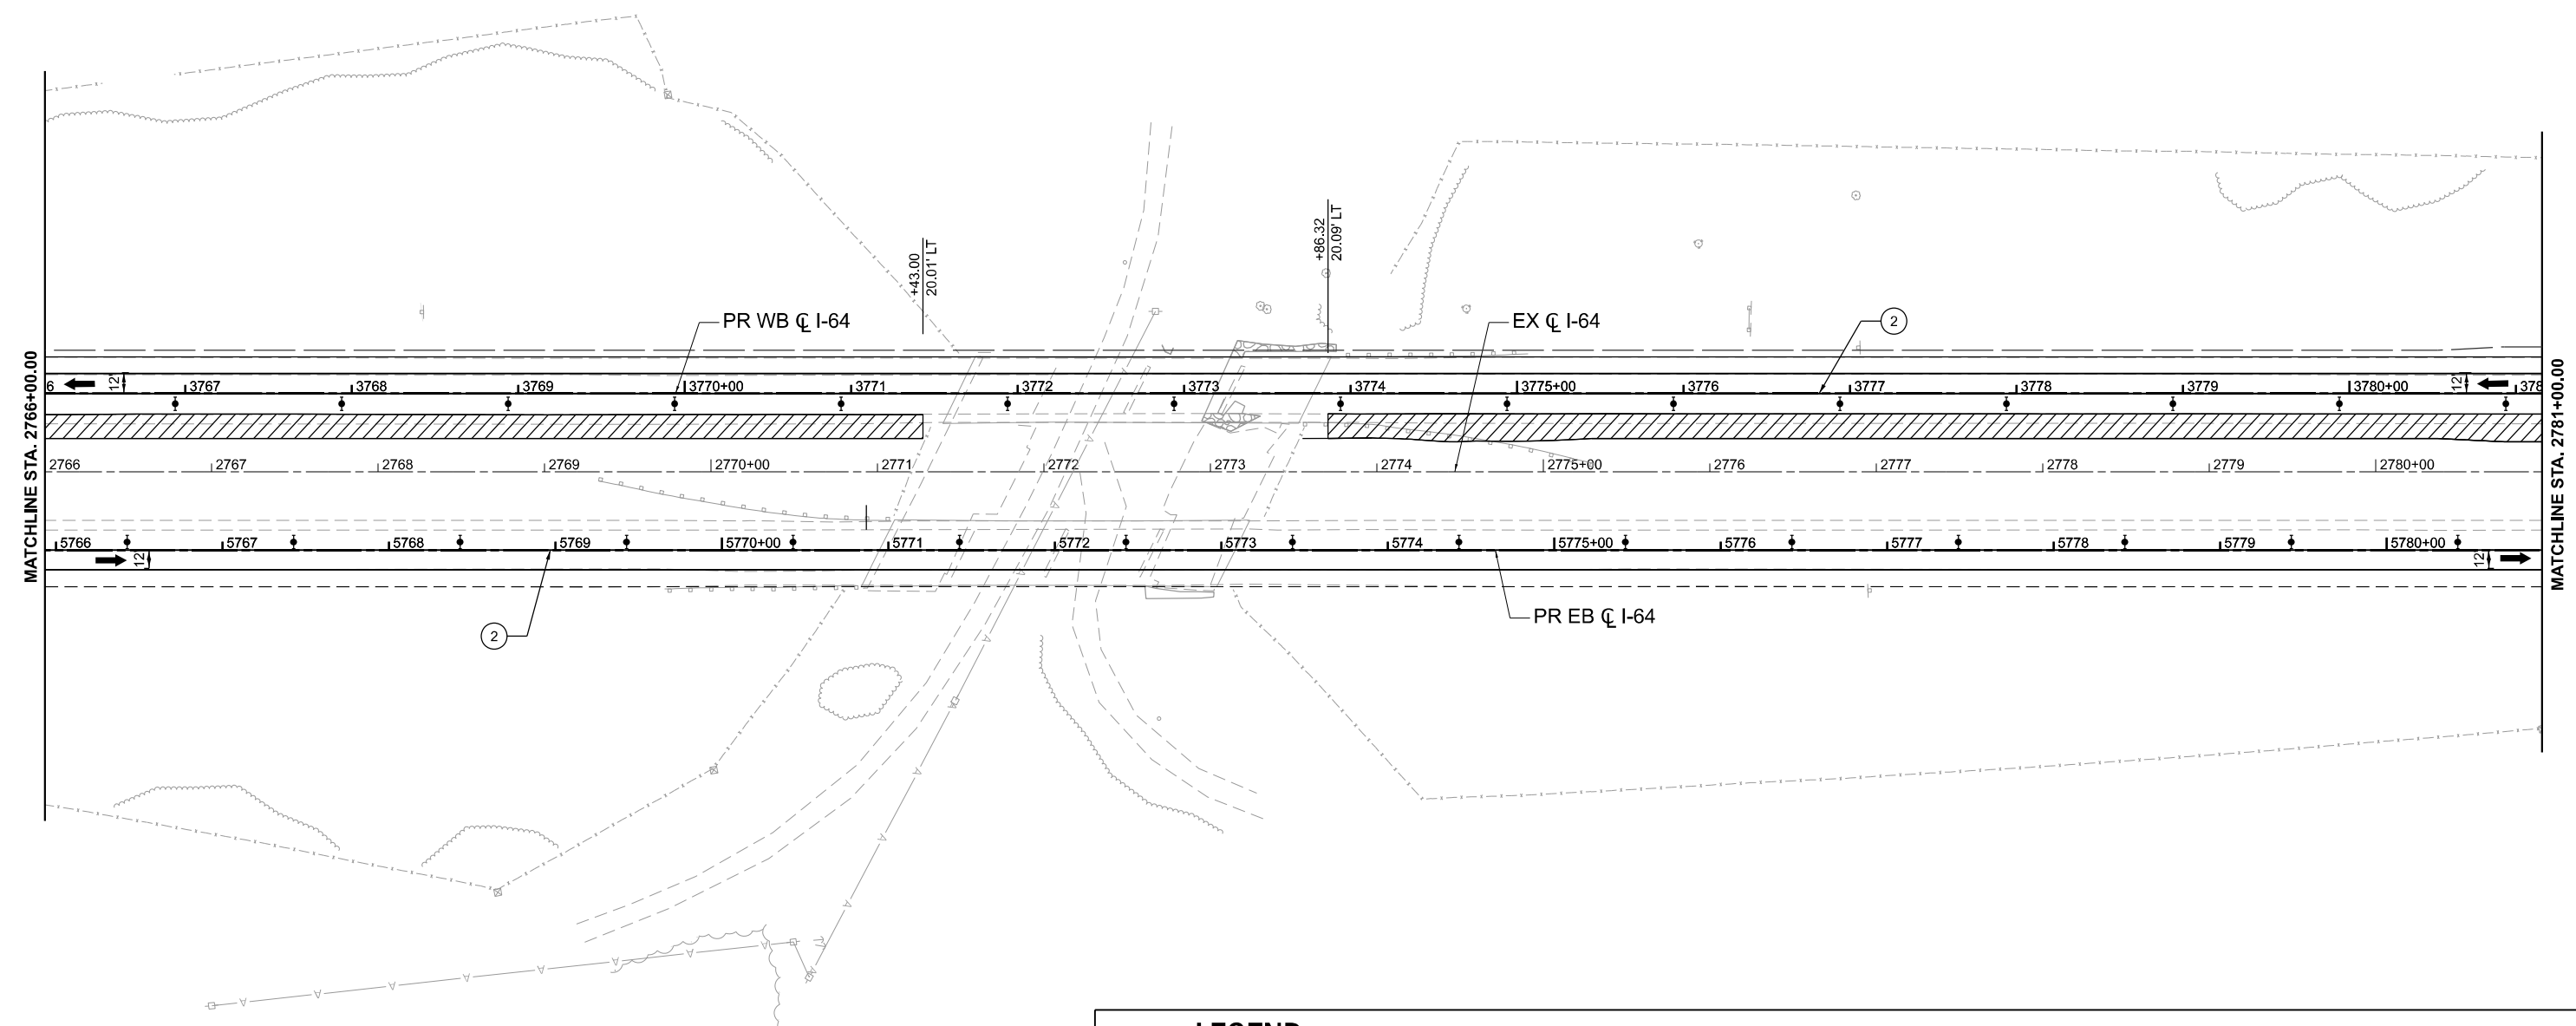 +43.00
20.01' LT
+86.32
20.09' LT
PR WB ℄ I-64
EX ℄ I-64
2
MATCHLINE STA. 2766+00.00
MATCHLINE STA. 2781+00.00
6 12' 3767 3768 3769 3770+00 3771 3772 3773 3774 3775+00 3776 3777 3778 3779 3780+00 12' 378
2766 2767 2768 2769 2770+00 2771 2772 2773 2774 2775+00 2776 2777 2778 2779 2780+00
5766 5767 5768 5769 5770+00 5771 5772 5773 5774 5775+00 5776 5777 5778 5779 5780+00
12' 12'
PR EB ℄ I-64
2
LEGEND